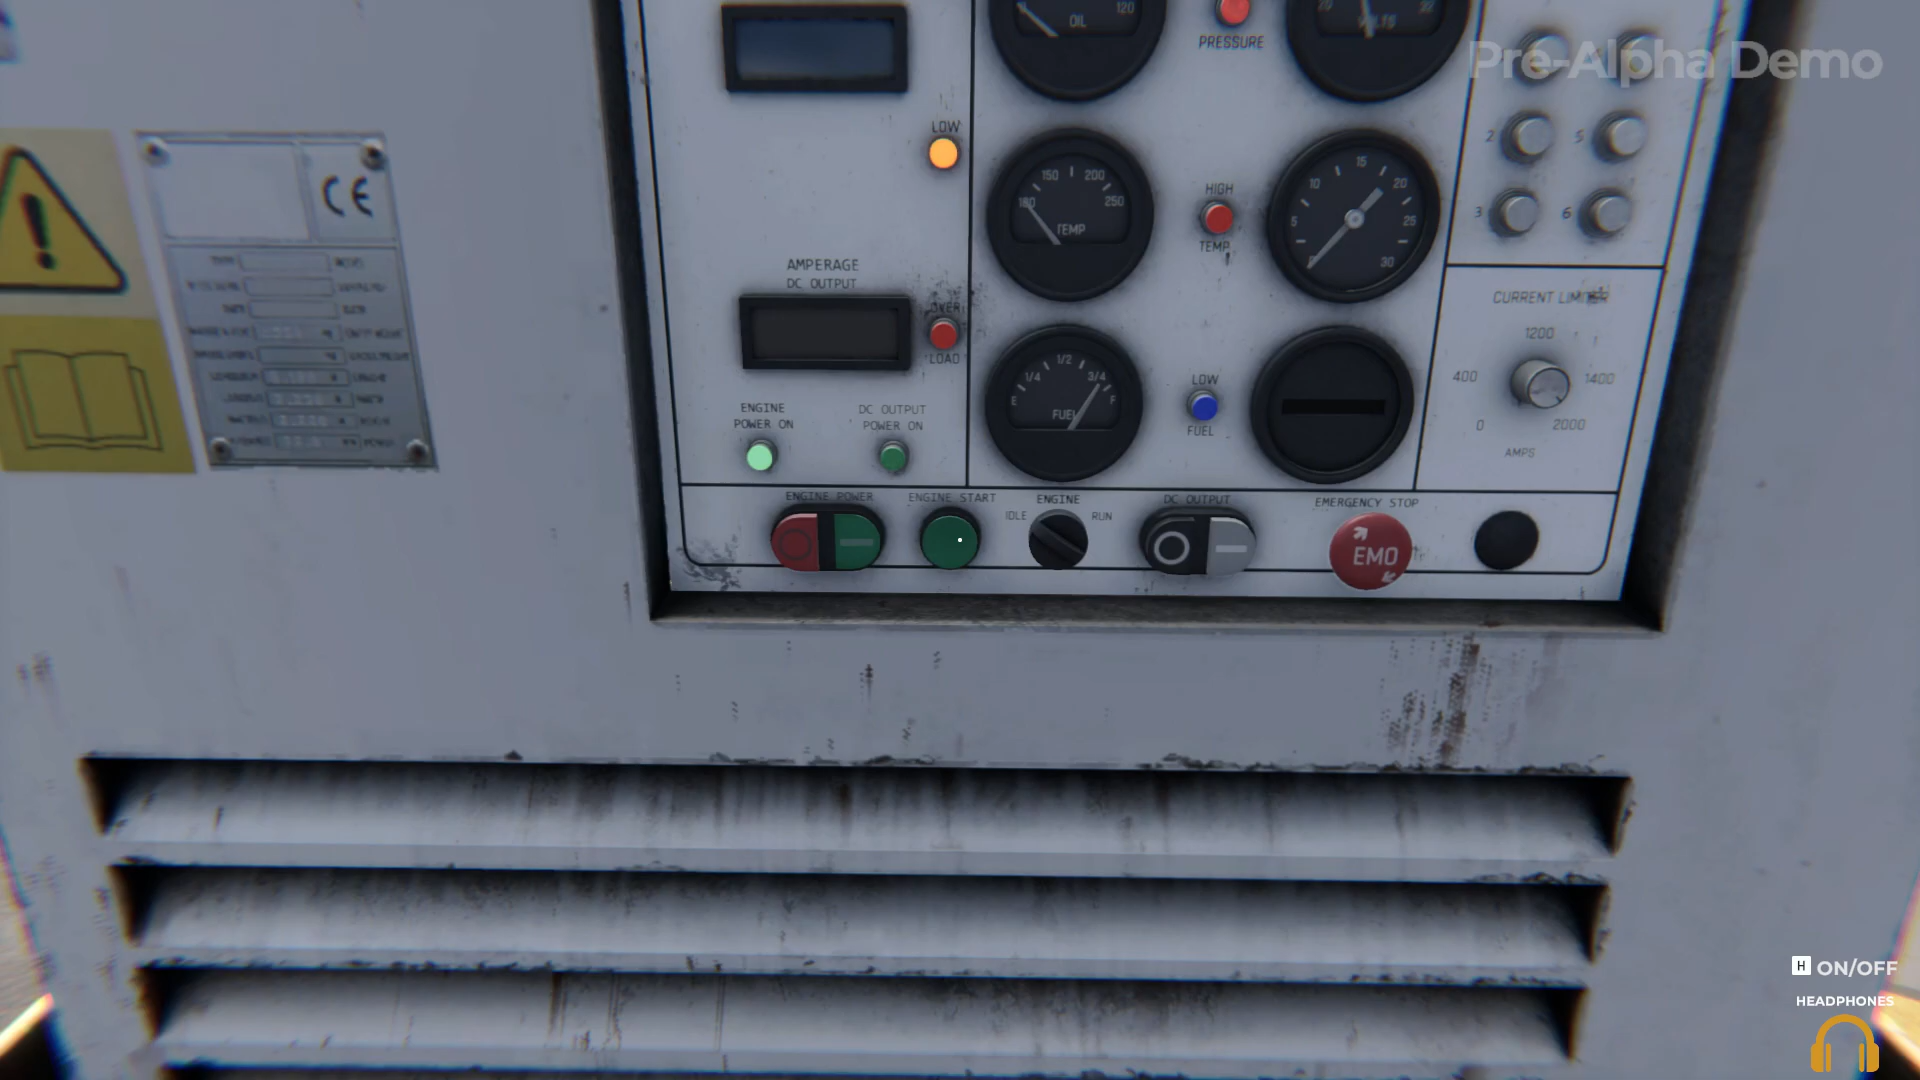 OIL
120
PRESSURE
20
VOLTS
Pre-Alpha Demo
LOW
2
5
3
6
CE
150
200
100
250
TEMP
HIGH
TEMP
5
10
15
20
25
30
AMPERAGE
DC OUTPUT
OVER
LOAD
CURRENT LIMITER
1200
400
1400
0
2000
AMPS
E
1/4
1/2
3/4
F
FUEL
LOW
FUEL
ENGINE
POWER ON
DC OUTPUT
POWER ON
ENGINE POWER
ENGINE START
ENGINE
IDLE
RUN
DC OUTPUT
EMERGENCY STOP
EMO
H ON/OFF
HEADPHONES